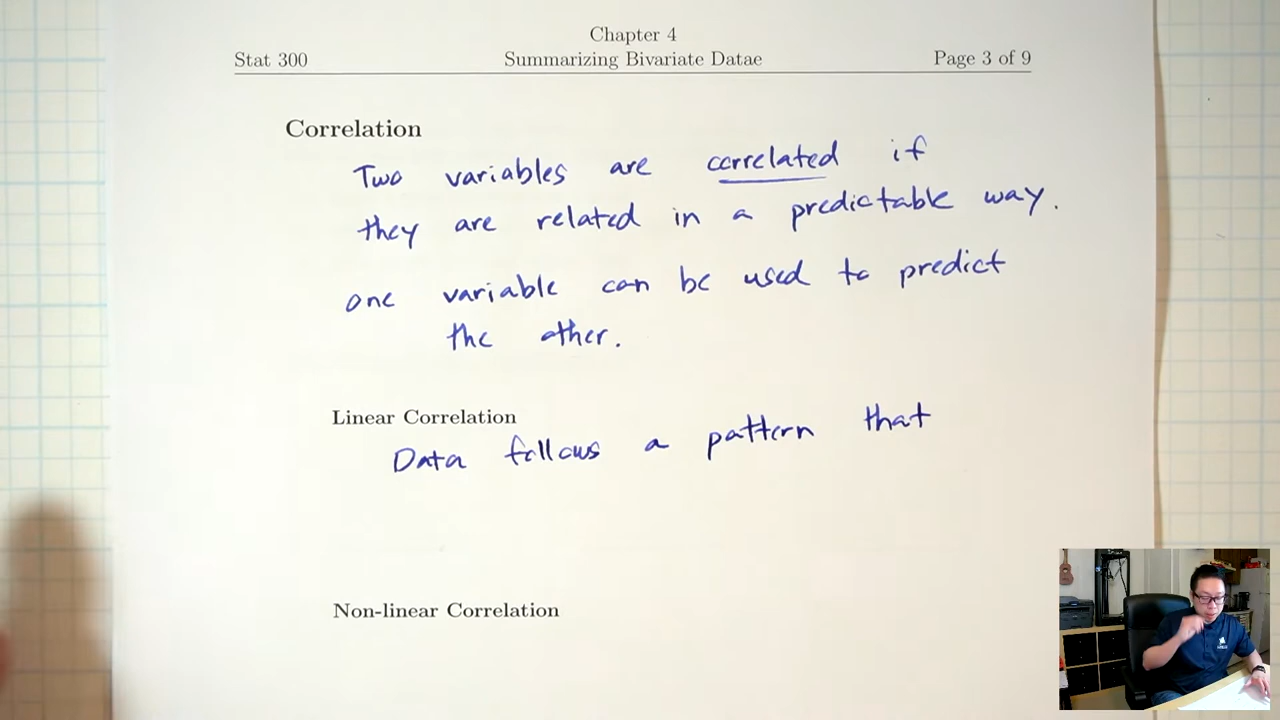 Chapter 4
Stat 300 Summarizing Bivariate Datae Page 3 of 9
Correlation
Two variables are correlated if
they are related in a predictable way.
one variable can be used to predict
the other.
Linear Correlation
Data follows a pattern that
Non-linear Correlation